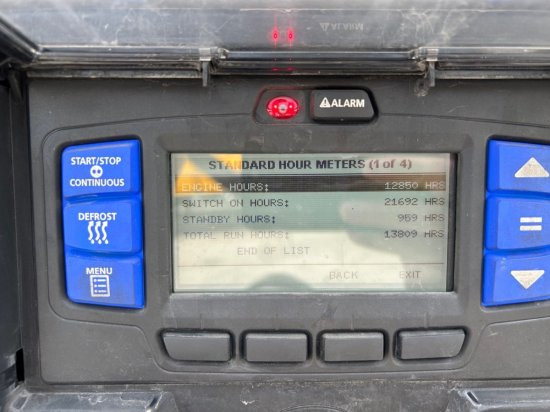 ALARM
START/STOP
CONTINUOUS
DEFROST
MENU
STANDARD HOUR METERS (1 of 4)
ENGINE HOURS: 12850 HRS
SWITCH ON HOURS: 21692 HRS
STANDBY HOURS: 959 HRS
TOTAL RUN HOURS: 13809 HRS
END OF LIST
BACK EXIT